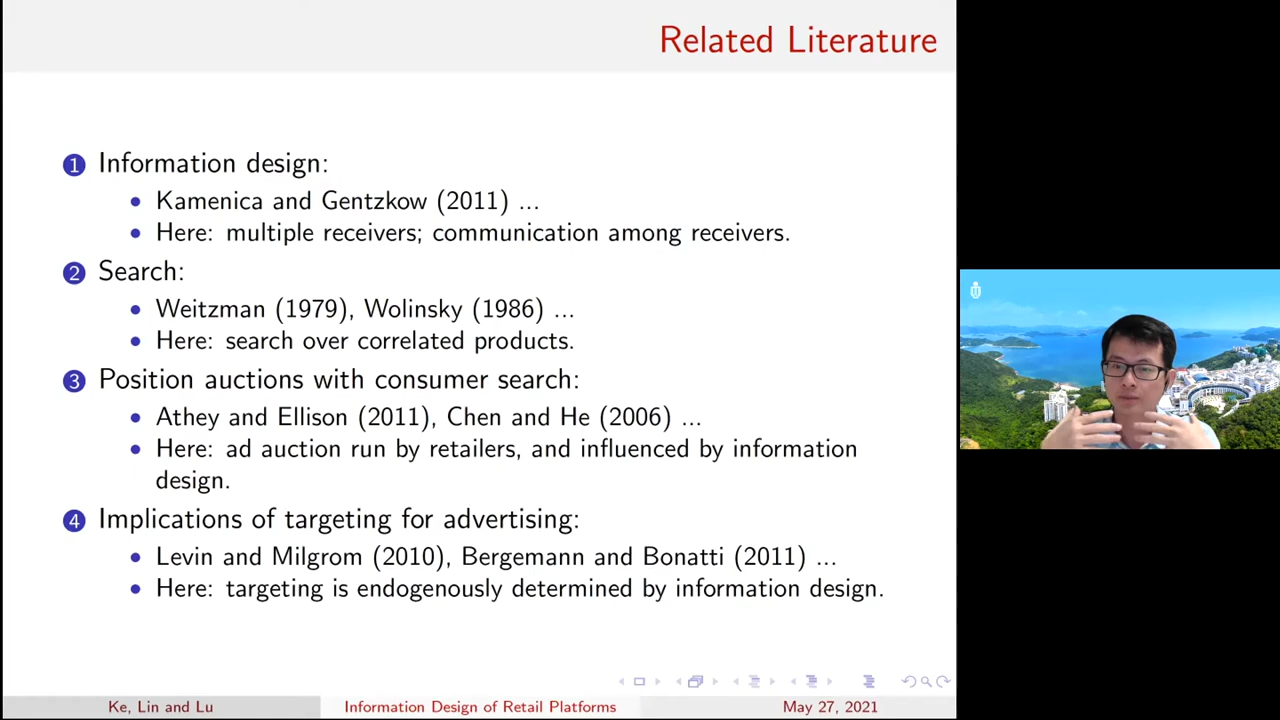 Related Literature
1 Information design:
• Kamenica and Gentzkow (2011) ...
• Here: multiple receivers; communication among receivers.
2 Search:
• Weitzman (1979), Wolinsky (1986) ...
• Here: search over correlated products.
3 Position auctions with consumer search:
• Athey and Ellison (2011), Chen and He (2006) ...
• Here: ad auction run by retailers, and influenced by information
design.
4 Implications of targeting for advertising:
• Levin and Milgrom (2010), Bergemann and Bonatti (2011) ...
• Here: targeting is endogenously determined by information design.
Ke, Lin and Lu
Information Design of Retail Platforms
May 27, 2021